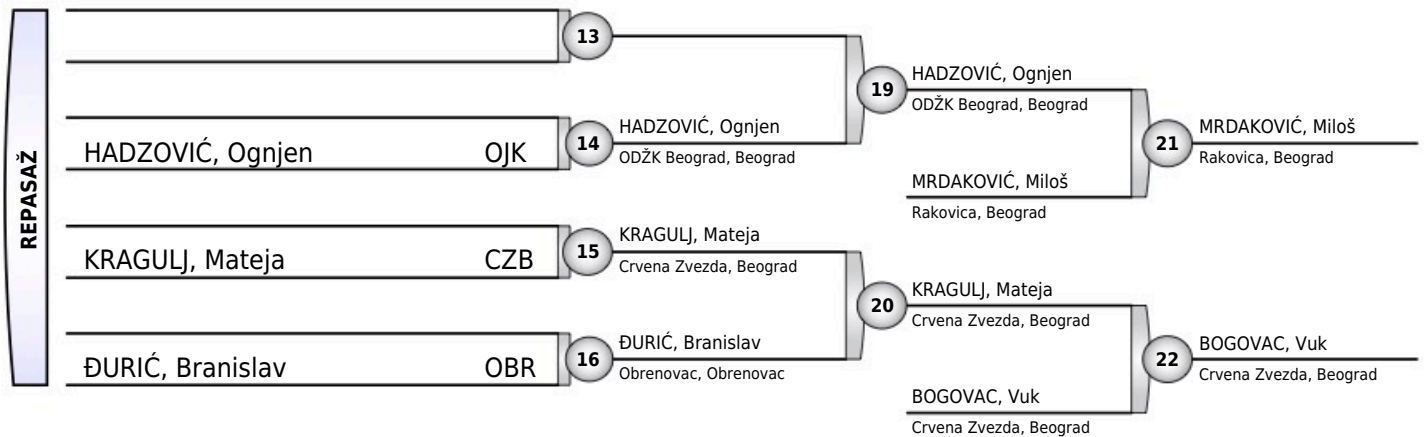 REPASAŽ
13
HADZOVIĆ, Ognjen OJK
14
HADZOVIĆ, Ognjen
ODŽK Beograd, Beograd
19
HADZOVIĆ, Ognjen
ODŽK Beograd, Beograd
MRDAKOVIĆ, Miloš
Rakovica, Beograd
21
MRDAKOVIĆ, Miloš
Rakovica, Beograd
KRAGULJ, Mateja CZB
15
KRAGULJ, Mateja
Crvena Zvezda, Beograd
ĐURIĆ, Branislav OBR
16
ĐURIĆ, Branislav
Obrenovac, Obrenovac
20
KRAGULJ, Mateja
Crvena Zvezda, Beograd
BOGOVAC, Vuk
Crvena Zvezda, Beograd
22
BOGOVAC, Vuk
Crvena Zvezda, Beograd